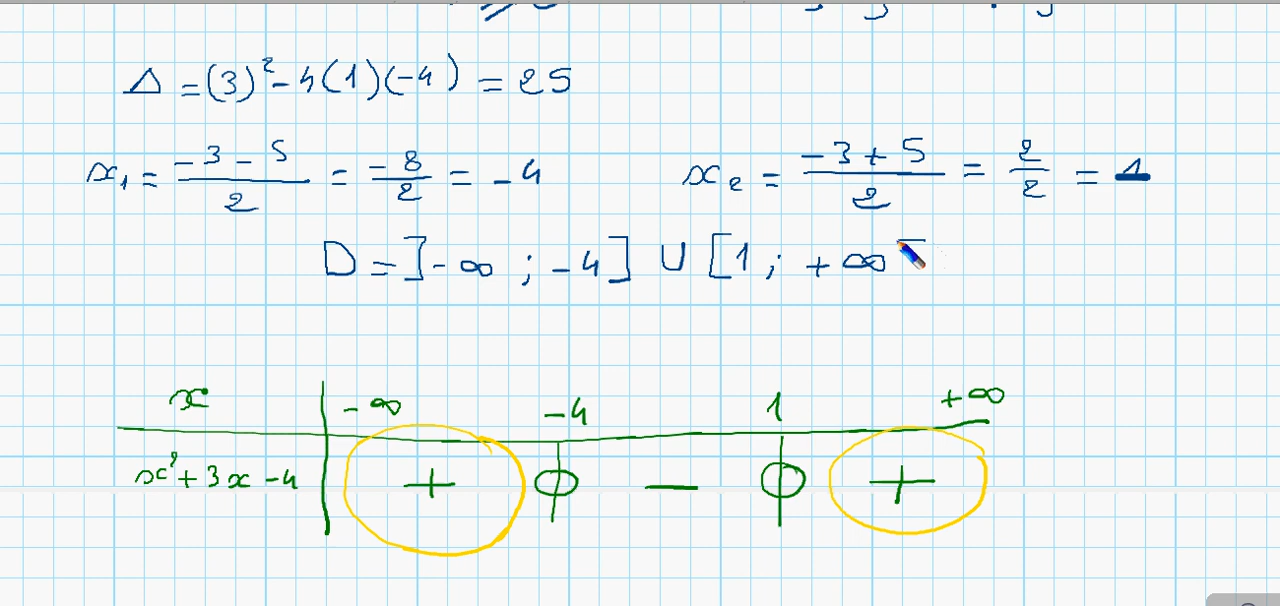 Δ = (3)² - 4(1)(-4) = 25
x₁ = (-3 - 5)/2 = -8/2 = -4
x₂ = (-3 + 5)/2 = 2/2 = 1
D = ]-∞ ; -4] ∪ [1 ; +∞
x -∞ -4 1 +∞
x² + 3x - 4 + 0 - 0 +